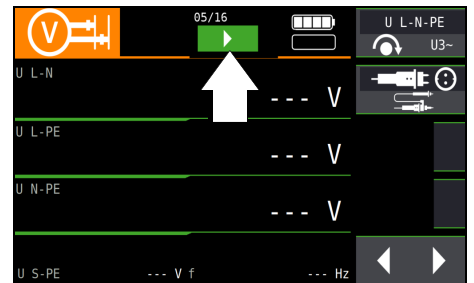 V
05/16
U L-N-PE
U3~
U L-N
--- V
U L-PE
--- V
U N-PE
--- V
U S-PE --- V f --- Hz